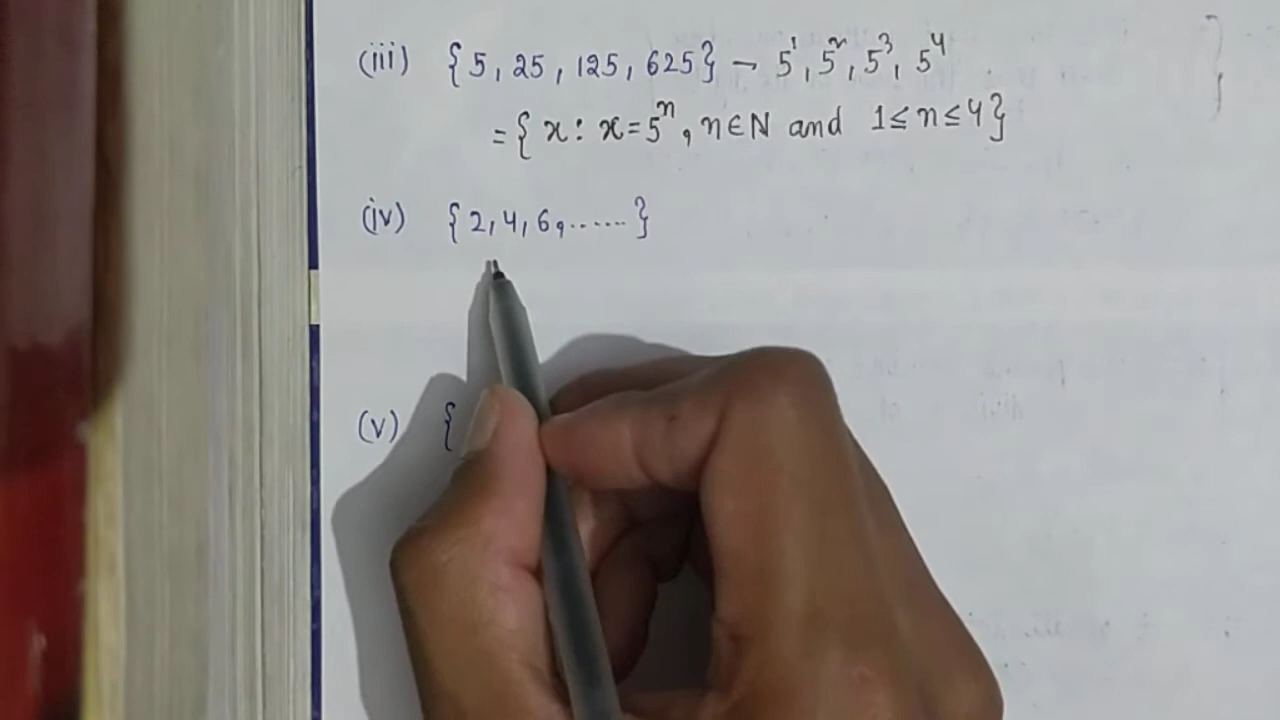 (iii) {5, 25, 125, 625} → 5¹, 5², 5³, 5⁴
= { x : x = 5ⁿ, n ∈ N and 1 ≤ n ≤ 4}
(iv) {2, 4, 6, ......}
(v) {